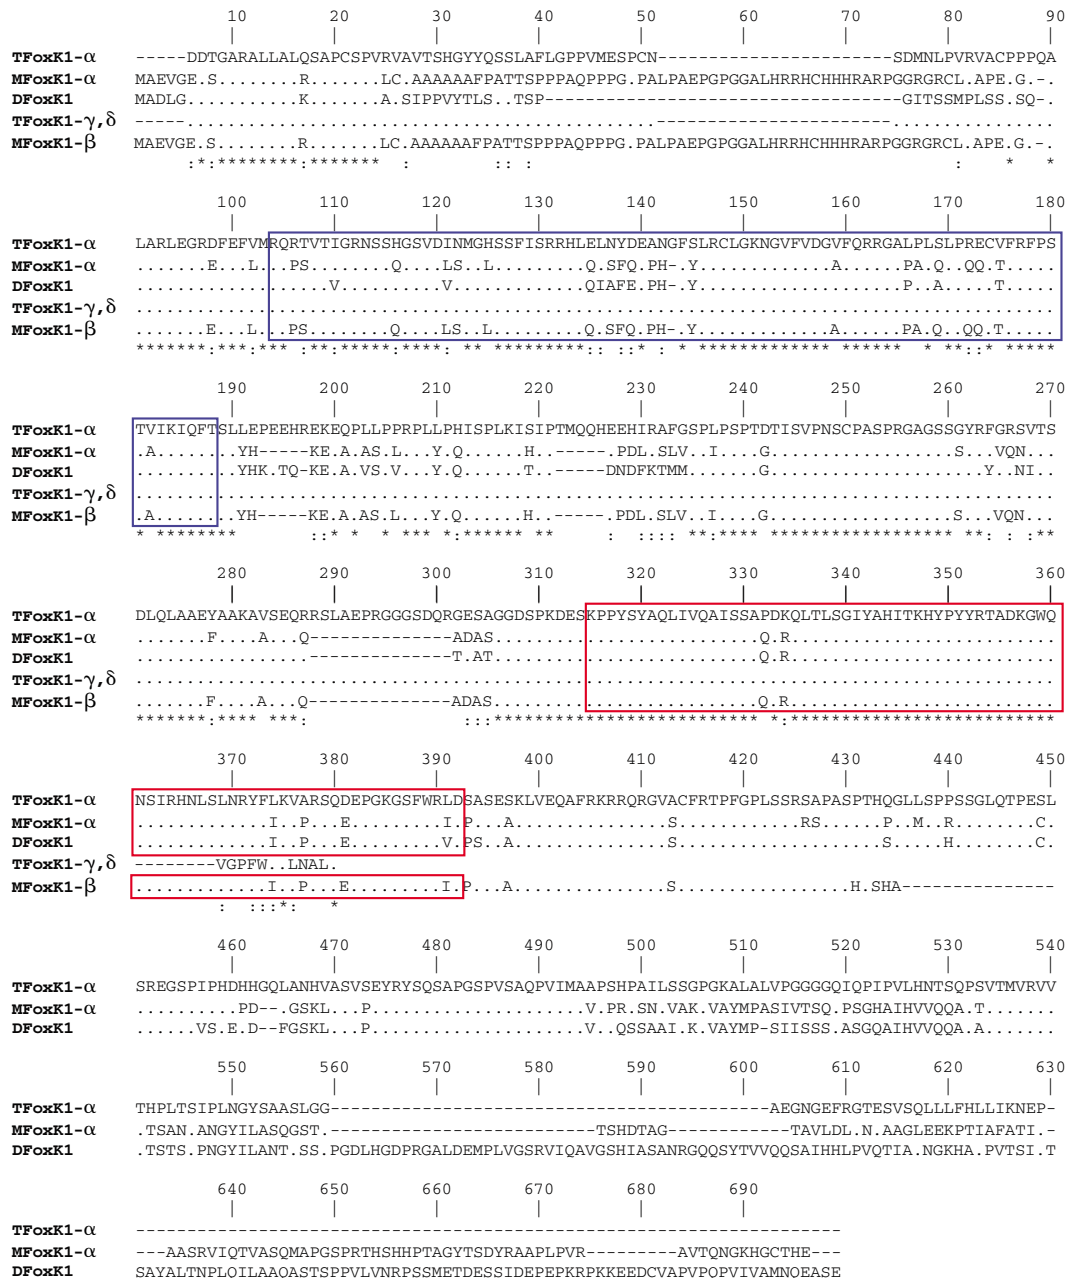 10 20 30 40 50 60 70 80 90
| | | | | | | | |
TFoxK1-α -----DDTGARALLALQSAPCSPVRVAVTSHGYYQSSLAFLGPPVMESPCN-----------------------SDMNLPVRVACPPPQA
MFoxK1-α MAEVGE.S........R.......LC.AAAAAAFPATTSPPPAQPPPG.PALPAEPGPGGALHRRHCHHHRARPGGRGRCL.APE.G.-.
DFoxK1 MADLG...........K.......A.SIPPVYTLS..TSP-----------------------------------GITSSMPLSS.SQ-.
TFoxK1-γ,δ -----.....................................................................................
MFoxK1-β MAEVGE.S........R.......LC.AAAAAAFPATTSPPPAQPPPG.PALPAEPGPGGALHRRHCHHHRARPGGRGRCL.APE.G.-.
:*:********:******* : :: : : * *
100 110 120 130 140 150 160 170 180
| | | | | | | | |
TFoxK1-α LARLEGRDFEFVMRQRTVTIGRNSSHGSVDINMGHSSFISRRHLELNYDEANGFSLRCLGKNGVFVDGVFQRRGALPLSLPRECVFRFPS
MFoxK1-α .......E...L..PS........Q....LS..L.........Q.SFQ.PH-.Y.............A......PA.Q..QQ.T.....
DFoxK1 ...................V..........V.............QIAFE.PH-.Y....................P..A.....T.....
TFoxK1-γ,δ ..........................................................................................
MFoxK1-β .......E...L..PS........Q....LS..L.........Q.SFQ.PH-.Y.............A......PA.Q..QQ.T.....
*******:***:** :**:*****:****:** **:*********:: :**: * : * *************:****** **:* *:: : *****
190 200 210 220 230 240 250 260 270
| | | | | | | | |
TFoxK1-α TVIKIQFTSLLEPEEHREKEQPLLPPRPLLPHISPLKISIPTMQQHEEHIRAFGSPLPSPTDTISVPNSCPASPRGAGSSGYRFGRSVTS
MFoxK1-α .A........YH-----KE.A.AS.L...Y.Q......H..-----.PDL.SLV..I....G.................S...VQN...
DFoxK1 ..........YHK.TQ-KE.A.VS.V...Y.Q......T..-----DNDFKTMM.......G.....................Y..NI..
TFoxK1-γ,δ ..........................................................................................
MFoxK1-β .A........YH-----KE.A.AS.L...Y.Q......H..-----.PDL.SLV..I....G.................S...VQN...
* ******** ::* * * *** *:****** ** : :::: ** **** ****************** ** : * :**
280 290 300 310 320 330 340 350 360
| | | | | | | | |
TFoxK1-α DLQLAAEYAAKAVSEQRRSLAEPRGGGSDQRGESAGGDSPKDESKPPYSYAQLIVQAISSAPDKQLTLSGIYAHITKHYPYYRTADKGWQ
MFoxK1-α .......F....A...Q--------------ADAS..........................Q.R..........................
DFoxK1 .................--------------T.AT..........................Q.R..........................
TFoxK1-γ,δ ..........................................................................................
MFoxK1-β .......F....A...Q--------------ADAS..........................Q.R..........................
*******:**** ***: :::************************** *:**************************
370 380 390 400 410 420 430 440 450
| | | | | | | | |
TFoxK1-α NSIRHNLSLNRYFLKVARSQDEPGKGSFWRLDSASESKLVEQAFRKRRQRGVACFRTPFGPLSSRSAPASPTHQGLLSPPSSGLQTPESL
MFoxK1-α .............I..P...E.........I.P...A...............S............RS......P..M..R........C.
DFoxK1 .............I..P...E.........V.PS..A...............S....................S.....H........C.
TFoxK1-γ,δ --------VGPFW..LNAL.
MFoxK1-β .............I..P...E.........I.P...A...............S.................H.SHA---------------
: :::*: *
460 470 480 490 500 510 520 530 540
| | | | | | | | |
TFoxK1-α SREGSPIPHDHHGQLANHVASVSEYRYSQSAPGSPVSAQPVIMAAPSHPAILSSGPGKALALVPGGGGQIQPIPVLHNTSQPSVTMVRVV
MFoxK1-α ..........PD--.GSKL...P.....................V.PR.SN.VAK.VAYMPASIVTSQ.PSGHAIHVVQQA.T.......
DFoxK1 ......VS.E.D--FGSKL...P.....................V..QSSAAI.K.VAYMP-SIISSS.ASGQAIHVVQQA.A.......
550 560 570 580 590 600 610 620 630
| | | | | | | | |
TFoxK1-α THPLTSIPLNGYSAASLGG---------------------------------------AEGNGEFRGTESVSQLLLFHLLIKNEP-
MFoxK1-α .TSAN.ANGYILASQGST.-----------------------TSHDTAG-----------TAVLDL.N.AAGLEEKPTIAFATI.-
DFoxK1 .TSTS.PNGYILANT.SS.PGDLHGDPRGALDEMPLVGSRVIQAVGSHIASANRGQQSYTVVQQSAIHHLPVQTIA.NGKHA.PVTSI.T
640 650 660 670 680 690
| | | | | |
TFoxK1-α ---------------------------------------------------------------------
MFoxK1-α ---AASRVIQTVASQMAPGSPRTHSHHPTAGYTSDYRAAPLPVR---------AVTQNGKHGCTHE---
DFoxK1 SAYALTNPLQILAAQASTSPPVLVNRPSSMETDESSIDEPEPKRPKKEEDCVAPVPQPVIVAMNQEASE